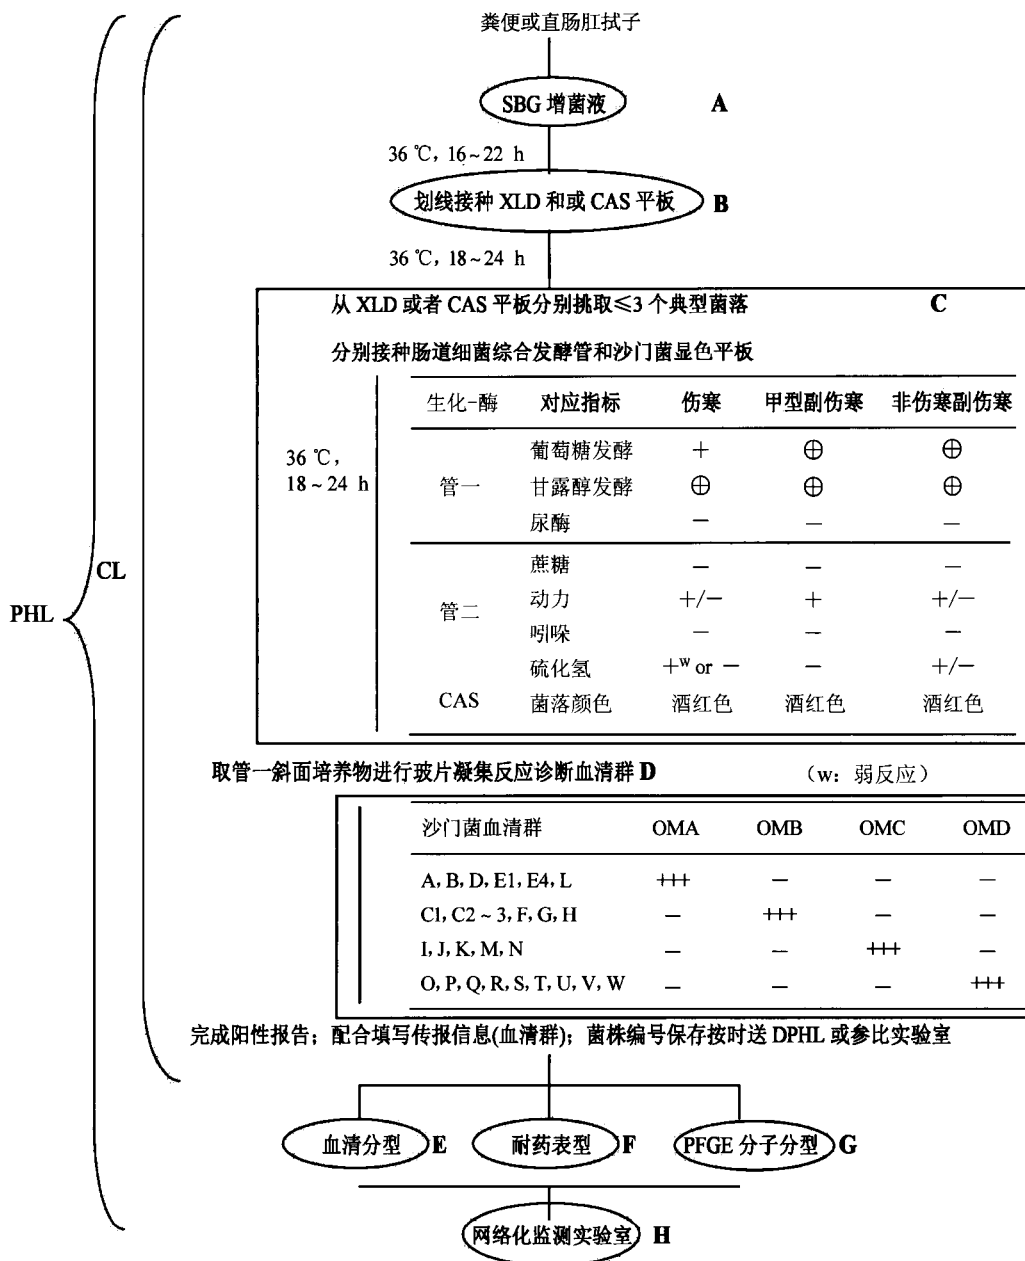 粪便或直肠肛拭子
SBG 增菌液 A
36 ℃, 16~22 h
划线接种 XLD 和或 CAS 平板 B
36 ℃, 18~24 h
从 XLD 或者 CAS 平板分别挑取≤3 个典型菌落 C
分别接种肠道细菌综合发酵管和沙门菌显色平板
生化-酶 对应指标 伤寒 甲型副伤寒 非伤寒副伤寒
36 ℃,
18~24 h
葡萄糖发酵 + ⊕ ⊕
管一 甘露醇发酵 ⊕ ⊕ ⊕
尿酶 — — —
蔗糖 — — —
动力 +/− + +/−
管二
吲哚 — — —
硫化氢 +ʷ or − — +/−
CAS 菌落颜色 酒红色 酒红色 酒红色
CL
PHL
取管一斜面培养物进行玻片凝集反应诊断血清群 D (w: 弱反应)
沙门菌血清群 OMA OMB OMC OMD
A, B, D, E1, E4, L +++ — — —
C1, C2 ~ 3, F, G, H — +++ — —
I, J, K, M, N — — +++ —
O, P, Q, R, S, T, U, V, W — — — +++
完成阳性报告; 配合填写传报信息(血清群); 菌株编号保存按时送 DPHL 或参比实验室
血清分型 E 耐药表型 F PFGE 分子分型 G
网络化监测实验室 H